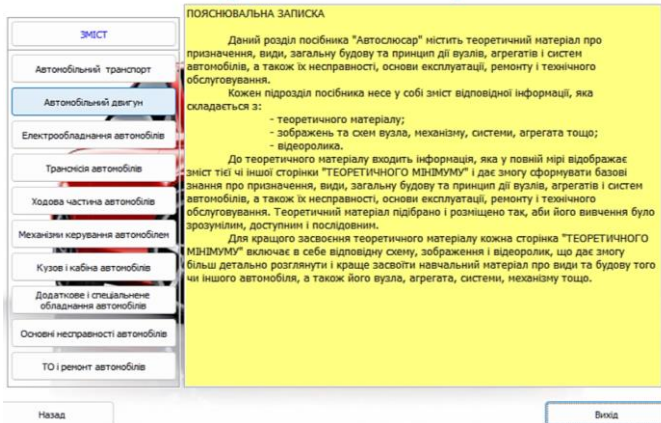 ЗМІСТ
Автомобільний транспорт
Автомобільний двигун
Електрообладнання автомобілів
Трансмісія автомобілів
Ходова частина автомобілів
Механізми керування автомобілем
Кузов і кабіна автомобілів
Додаткове і спеціальнене
обладнання автомобілів
Основні несправності автомобілів
ТО і ремонт автомобілів
ПОЯСНЮВАЛЬНА ЗАПИСКА
Даний розділ посібника "Автослюсар" містить теоретичний матеріал про
призначення, види, загальну будову та принцип дії вузлів, агрегатів і систем
автомобілів, а також їх несправності, основи експлуатації, ремонту і технічного
обслуговування.
Кожен підрозділ посібника несе у собі зміст відповідної інформації, яка
складається з:
- теоретичного матеріалу;
- зображень та схем вузла, механізму, системи, агрегата тощо;
- відеоролика.
До теоретичного матеріалу входить інформація, яка у повній мірі відображає
зміст тієї чи іншої сторінки "ТЕОРЕТИЧНОГО МІНІМУМУ" і дає змогу сформувати базові
знання про призначення, види, загальну будову та принцип дії вузлів, агрегатів і систем
автомобілів, а також їх несправності, основи експлуатації, ремонту і технічного
обслуговування. Теоретичний матеріал підібрано і розміщено так, аби його вивчення було
зрозумілим, доступним і послідовним.
Для кращого засвоєння теоретичного матеріалу кожна сторінка "ТЕОРЕТИЧНОГО
МІНІМУМУ" включає в себе відповідну схему, зображення і відеоролик, що дає змогу
більш детально розглянути і краще засвоїти навчальний матеріал про види та будову того
чи іншого автомобіля, а також його вузла, агрегата, системи, механізму тощо.
Назад
Вихід